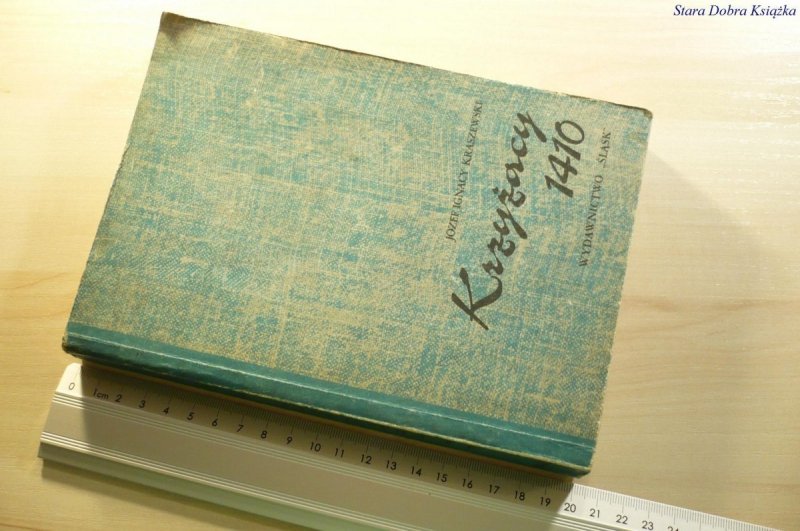 Stara Dobra Książka
JÓZEF IGNACY KRASZEWSKI
Krzyżacy
1410
WYDAWNICTWO „ŚLĄSK”
0 1cm 2 3 4 5 6 7 8 9 10 11 12 13 14 15 16 17 18 19 20 21 22 23 24